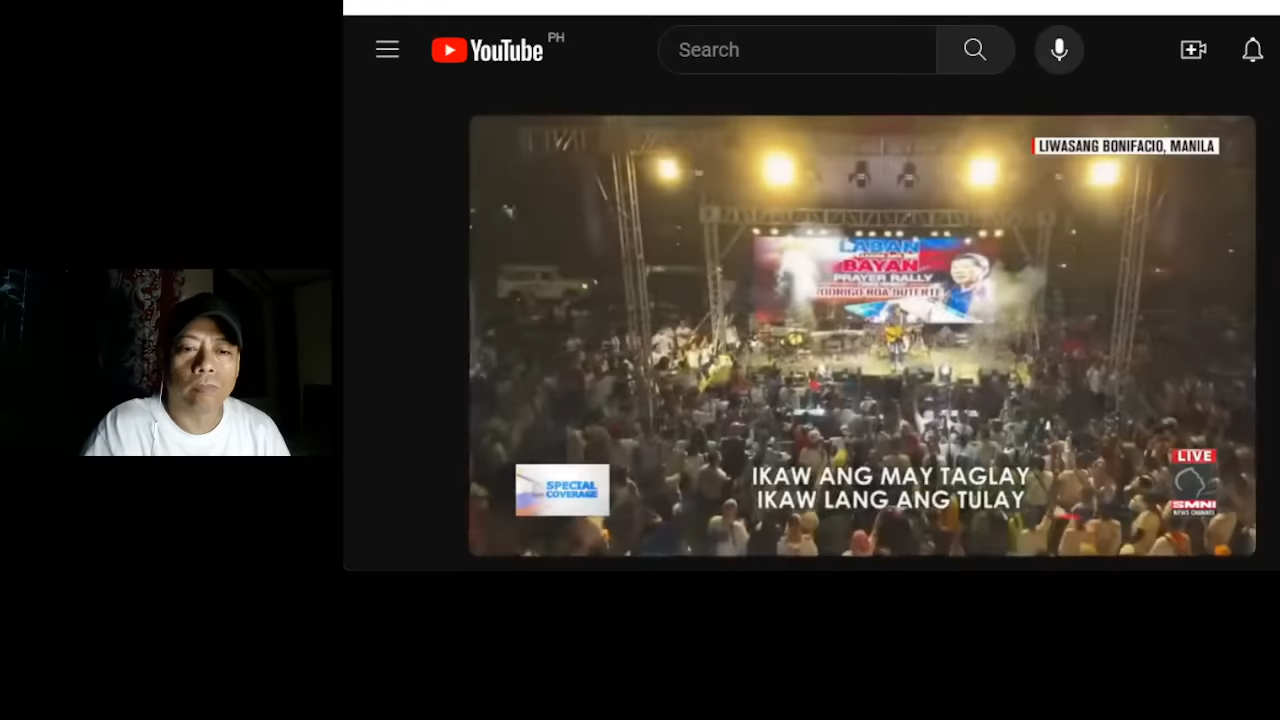 YouTube PH
Search
LIWASANG BONIFACIO, MANILA
LABAN
BAYAN
PRAYER RALLY
RODRIGO ROA DUTERTE
SPECIAL
COVERAGE
IKAW ANG MAY TAGLAY
IKAW LANG ANG TULAY
LIVE
SMNI
NEWS CHANNEL